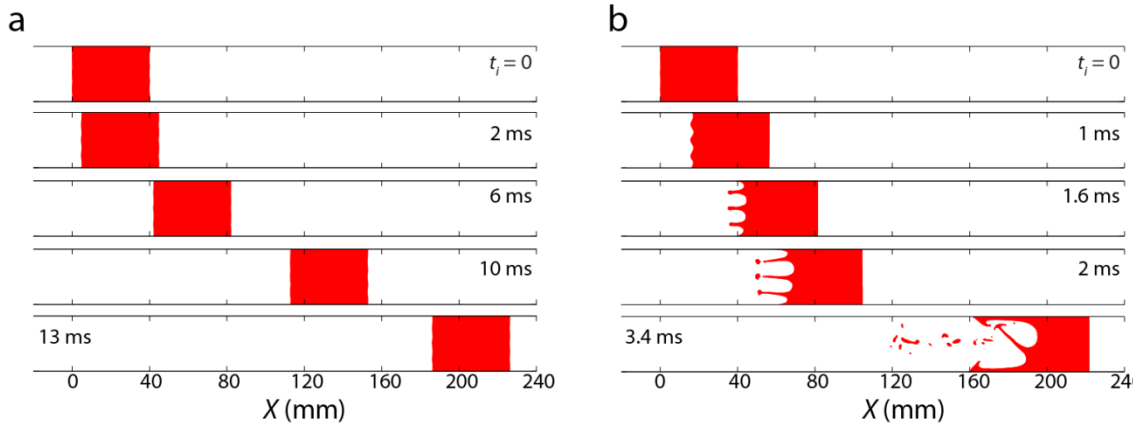 a
t_i = 0
2 ms
6 ms
10 ms
13 ms
0 40 80 120 160 200 240
X (mm)
b
t_i = 0
1 ms
1.6 ms
2 ms
3.4 ms
0 40 80 120 160 200 240
X (mm)